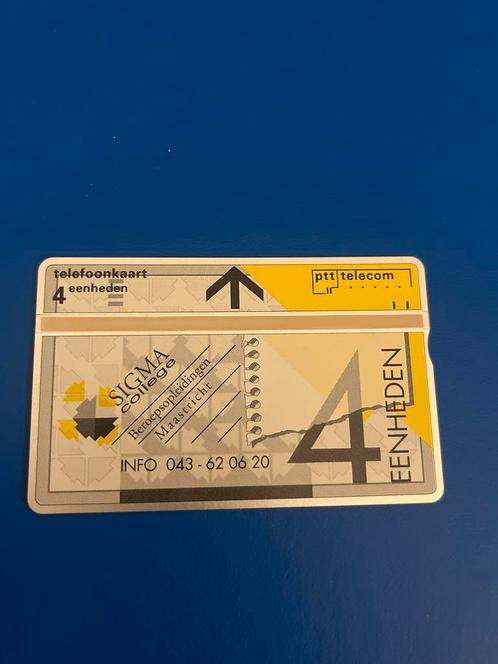 telefoonkaart
4 eenheden
ptt telecom
SIGMA
college
Beroepsopleidingen
Maastricht
INFO 043 - 62 06 20
4
EENHEDEN